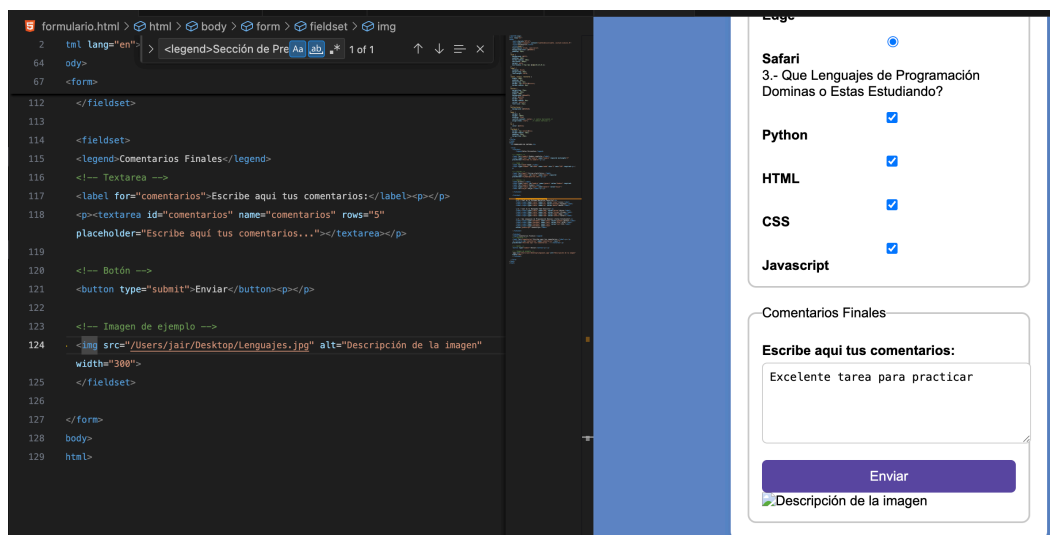 formulario.html > html > body > form > fieldset > img
2 tml lang="en">
> <legend>Sección de Pre Aa ab .* 1 of 1
64 ody>
67 <form>
112 </fieldset>
113
114 <fieldset>
115 <legend>Comentarios Finales</legend>
116 <!-- Textarea -->
117 <label for="comentarios">Escribe aqui tus comentarios:</label><p></p>
118 <p><textarea id="comentarios" name="comentarios" rows="5"
placeholder="Escribe aquí tus comentarios..."></textarea></p>
119
120 <!-- Botón -->
121 <button type="submit">Enviar</button><p></p>
122
123 <!-- Imagen de ejemplo -->
124 <img src="/Users/jair/Desktop/Lenguajes.jpg" alt="Descripción de la imagen"
width="300">
125 </fieldset>
126
127 </form>
128 body>
129 html>
Edge
Safari
3.- Que Lenguajes de Programación
Dominas o Estas Estudiando?
Python
HTML
CSS
Javascript
Comentarios Finales
Escribe aqui tus comentarios:
Excelente tarea para practicar
Enviar
Descripción de la imagen